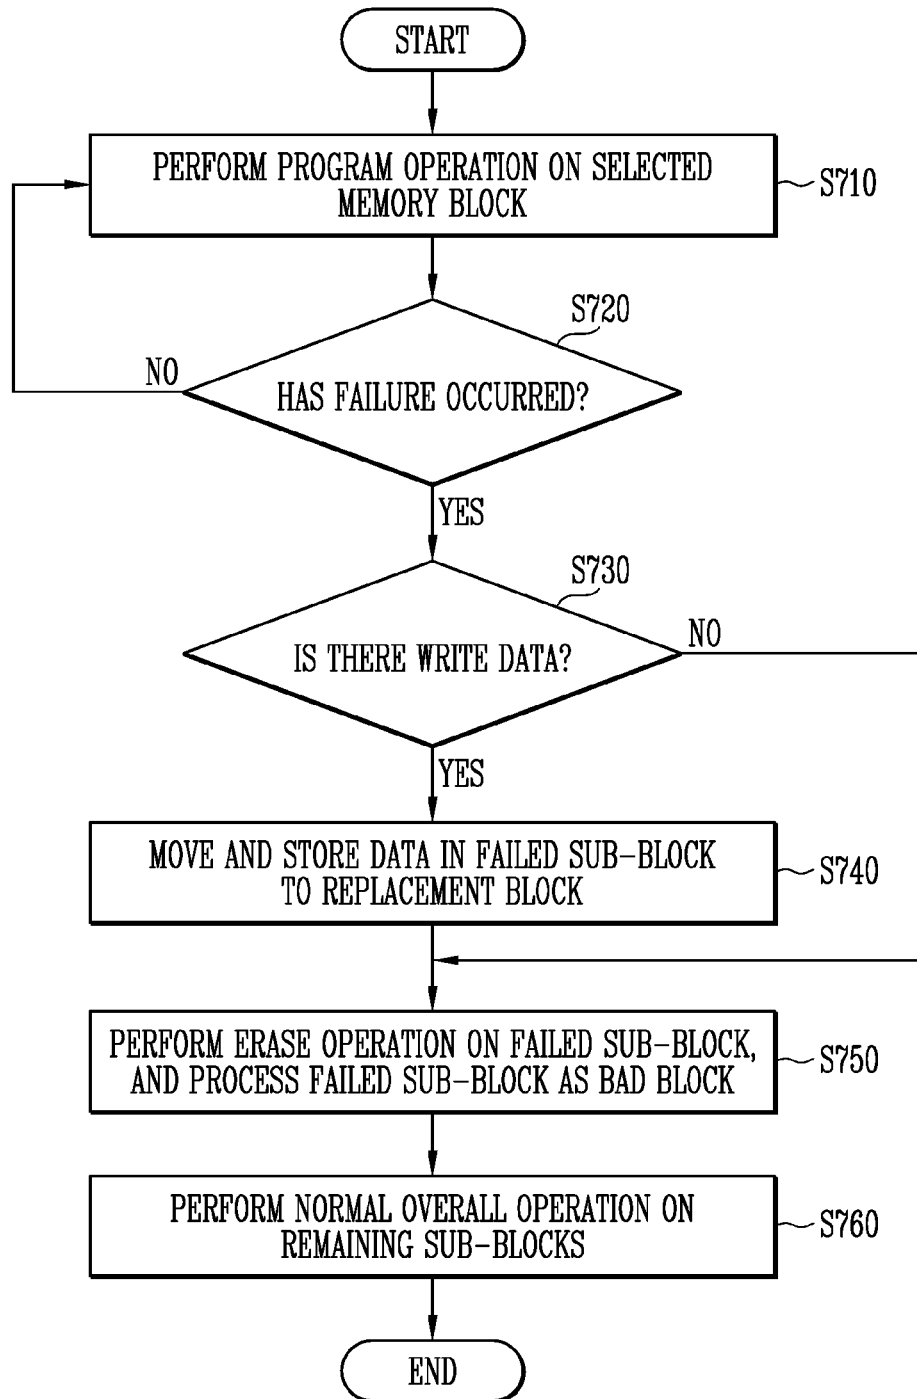 START
PERFORM PROGRAM OPERATION ON SELECTED
MEMORY BLOCK
S710
S720
NO
HAS FAILURE OCCURRED?
YES
S730
NO
IS THERE WRITE DATA?
YES
MOVE AND STORE DATA IN FAILED SUB-BLOCK
TO REPLACEMENT BLOCK
S740
PERFORM ERASE OPERATION ON FAILED SUB-BLOCK,
AND PROCESS FAILED SUB-BLOCK AS BAD BLOCK
S750
PERFORM NORMAL OVERALL OPERATION ON
REMAINING SUB-BLOCKS
S760
END